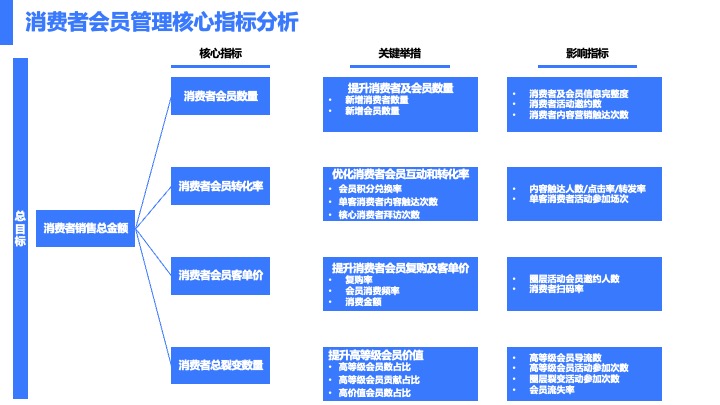 消费者会员管理核心指标分析
核心指标
关键举措
影响指标
总目标
消费者销售总金额
消费者会员数量
提升消费者及会员数量
• 新增消费者数量
• 新增会员数量
• 消费者及会员信息完整度
• 消费者活动邀约数
• 消费者内容营销触达次数
消费者会员转化率
优化消费者会员互动和转化率
• 会员积分兑换率
• 单客消费者内容触达次数
• 核心消费者拜访次数
• 内容触达人数/点击率/转发率
• 单客消费者活动参加场次
消费者会员客单价
提升消费者会员复购及客单价
• 复购率
• 会员消费频率
• 消费金额
• 圈层活动会员邀约人数
• 消费者扫码率
消费者总裂变数量
提升高等级会员价值
• 高等级会员数占比
• 高等级会员贡献占比
• 高价值会员数占比
• 高等级会员导流数
• 高等级会员活动参加次数
• 圈层裂变活动参加次数
• 会员流失率